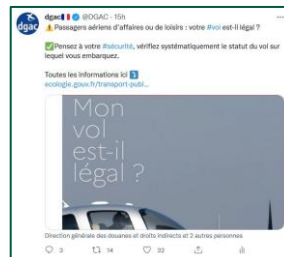 dgac🇫🇷 @DGAC · 15h
dgac
⚠️Passagers aériens d'affaires ou de loisirs : votre #vol est-il légal ?
✅Pensez à votre #sécurité, vérifiez systématiquement le statut du vol sur
lequel vous embarquez.
Toutes les informations ici ⤵️
ecologie.gouv.fr/transport-publ...
Mon
vol
est-il
légal ?
Direction générale des douanes et droits indirects et 2 autres personnes
3 14 32